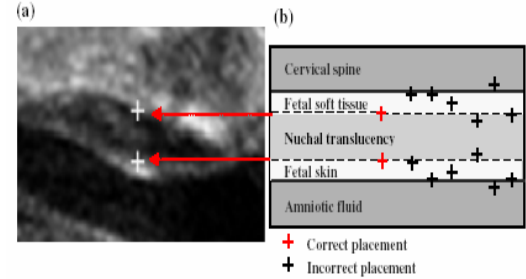 (a)
(b)
Cervical spine
Fetal soft tissue
Nuchal translucency
Fetal skin
Amniotic fluid
Correct placement
Incorrect placement